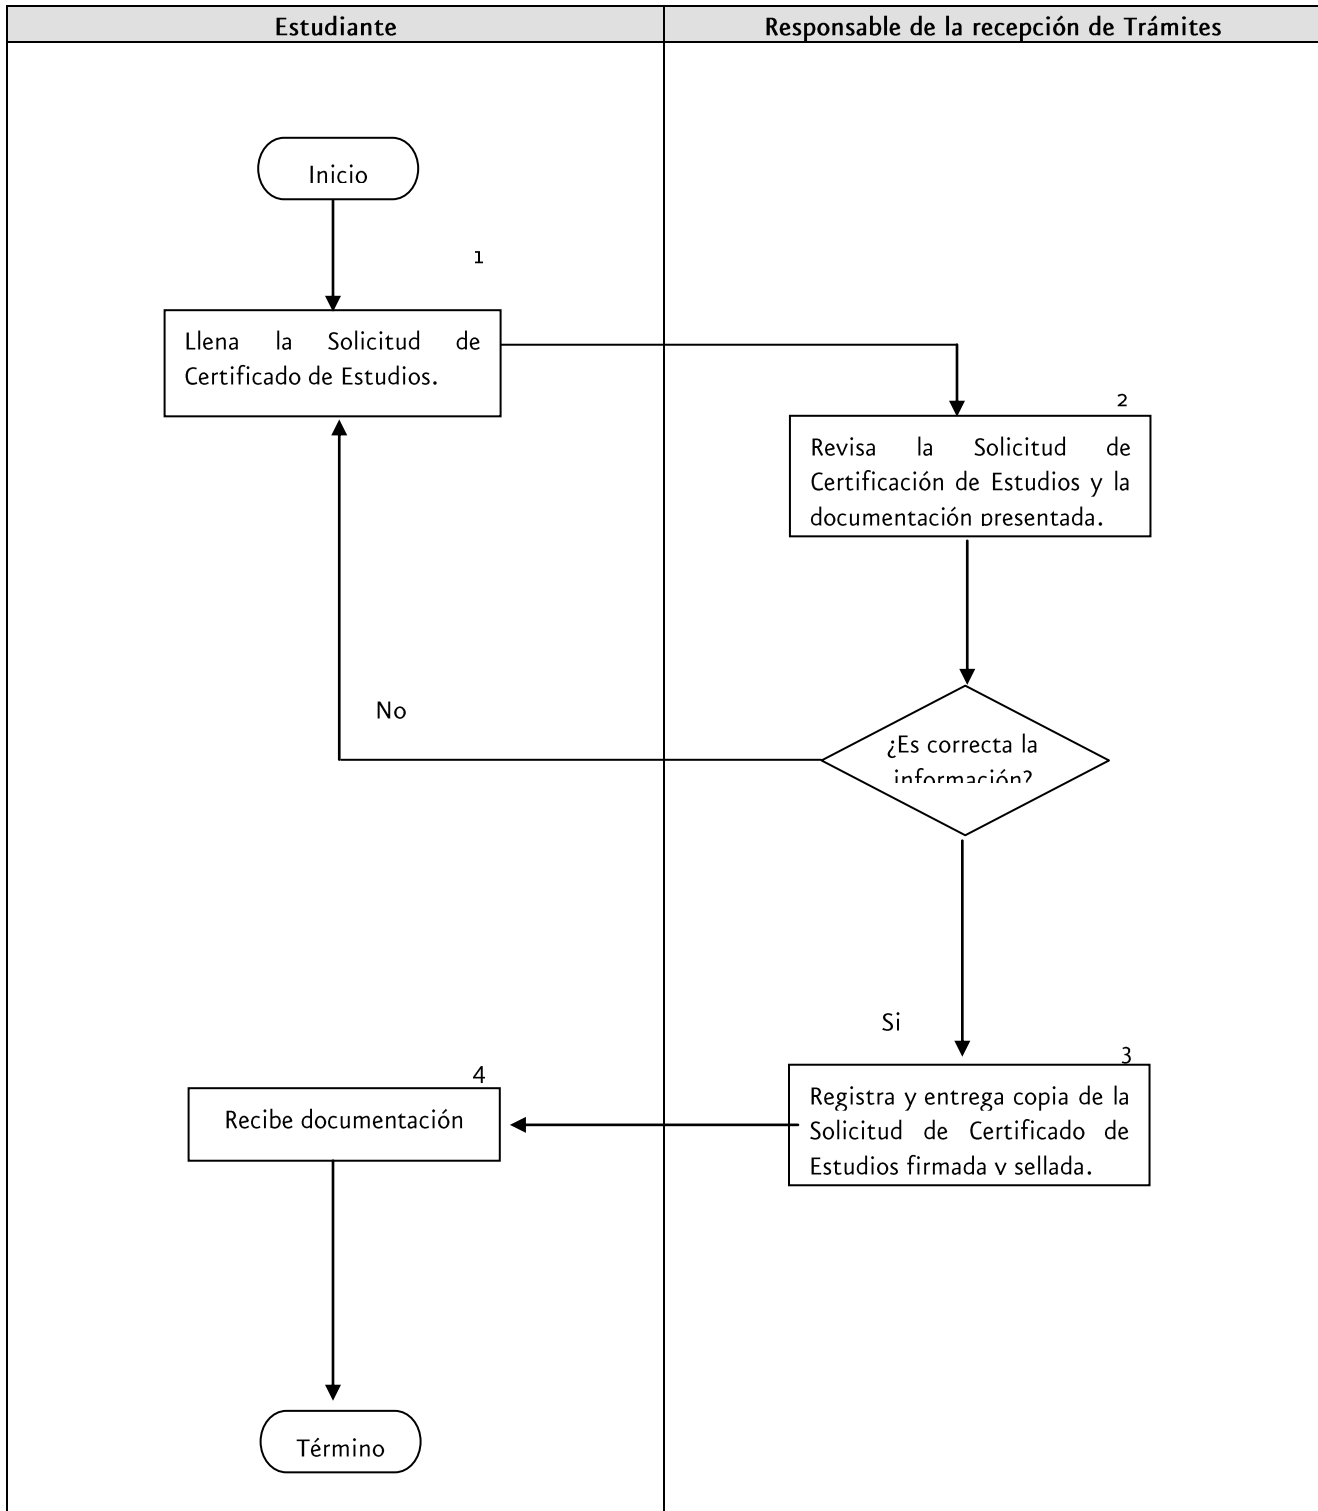 Estudiante
Responsable de la recepción de Trámites
Inicio
1
Llena la Solicitud de
Certificado de Estudios.
2
Revisa la Solicitud de
Certificación de Estudios y la
documentación presentada.
No
¿Es correcta la
información?
Si
3
Registra y entrega copia de la
Solicitud de Certificado de
Estudios firmada y sellada.
4
Recibe documentación
Término